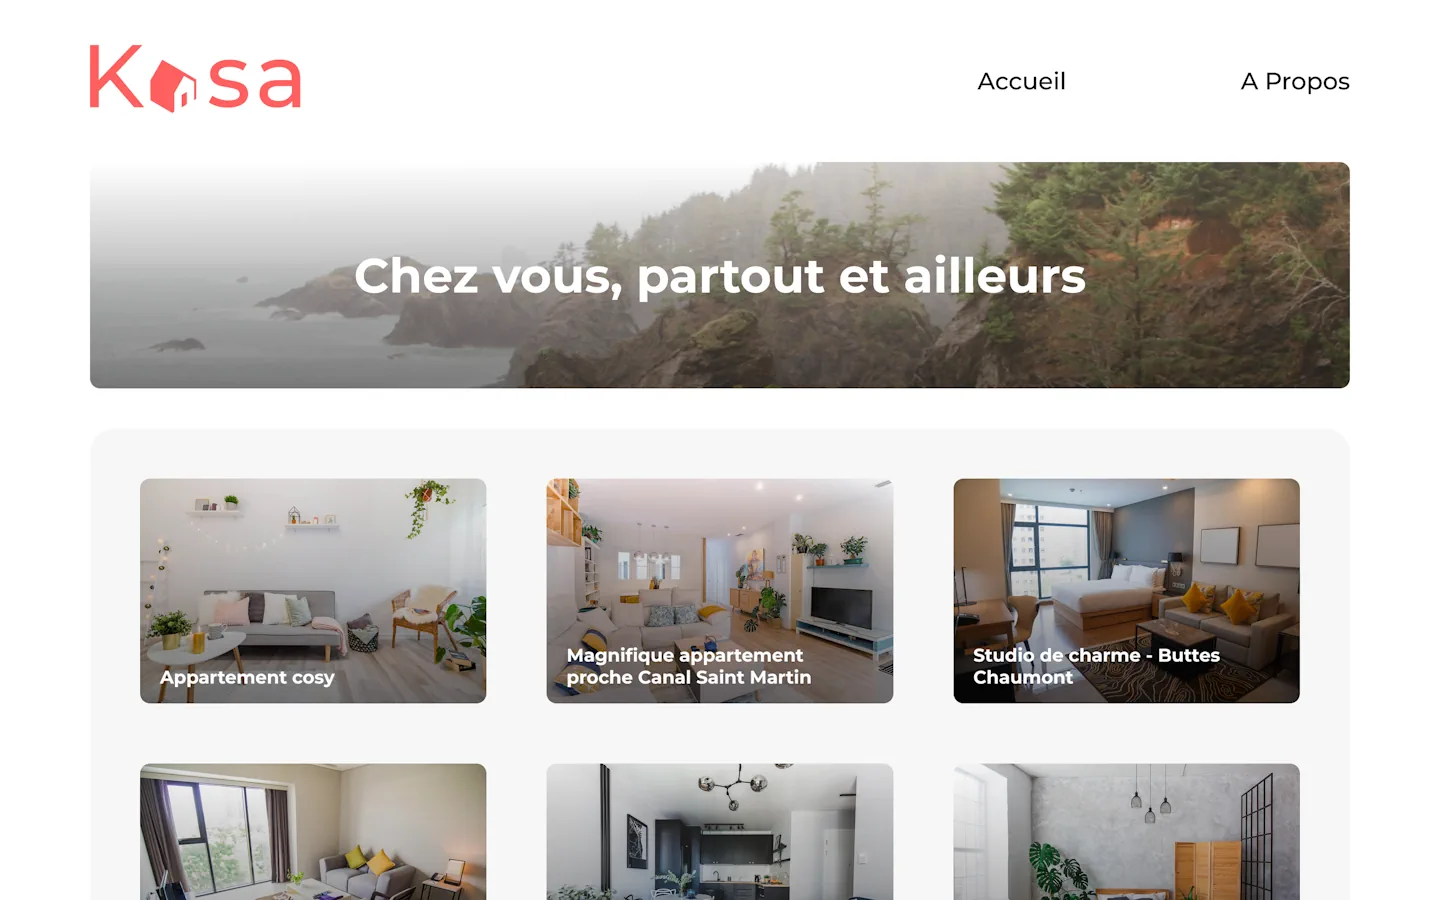 Kasa
Accueil
A Propos
Chez vous, partout et ailleurs
Appartement cosy
Magnifique appartement
proche Canal Saint Martin
Studio de charme - Buttes
Chaumont